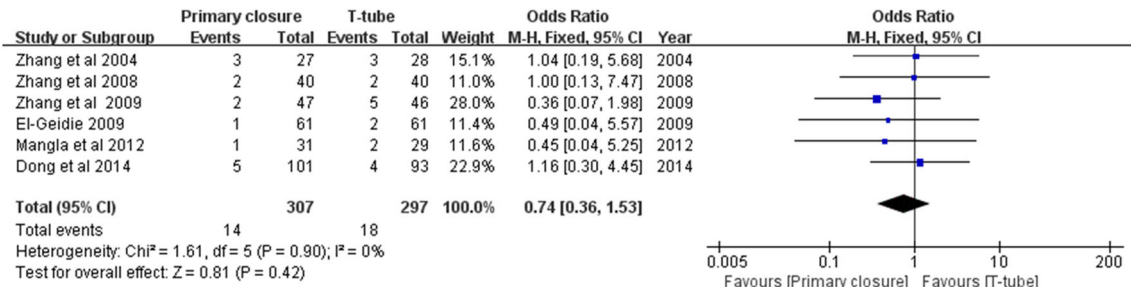 Primary closure T-tube Odds Ratio Odds Ratio
Study or Subgroup Events Total Events Total Weight M-H, Fixed, 95% CI Year M-H, Fixed, 95% CI
Zhang et al 2004 3 27 3 28 15.1% 1.04 [0.19, 5.68] 2004
Zhang et al 2008 2 40 2 40 11.0% 1.00 [0.13, 7.47] 2008
Zhang et al 2009 2 47 5 46 28.0% 0.36 [0.07, 1.98] 2009
El-Geidie 2009 1 61 2 61 11.4% 0.49 [0.04, 5.57] 2009
Mangla et al 2012 1 31 2 29 11.6% 0.45 [0.04, 5.25] 2012
Dong et al 2014 5 101 4 93 22.9% 1.16 [0.30, 4.45] 2014
Total (95% CI) 307 297 100.0% 0.74 [0.36, 1.53]
Total events 14 18
Heterogeneity: Chi² = 1.61, df = 5 (P = 0.90); I² = 0%
Test for overall effect: Z = 0.81 (P = 0.42)
0.005 0.1 1 10 200
Favours [Primary closure] Favours [T-tube]